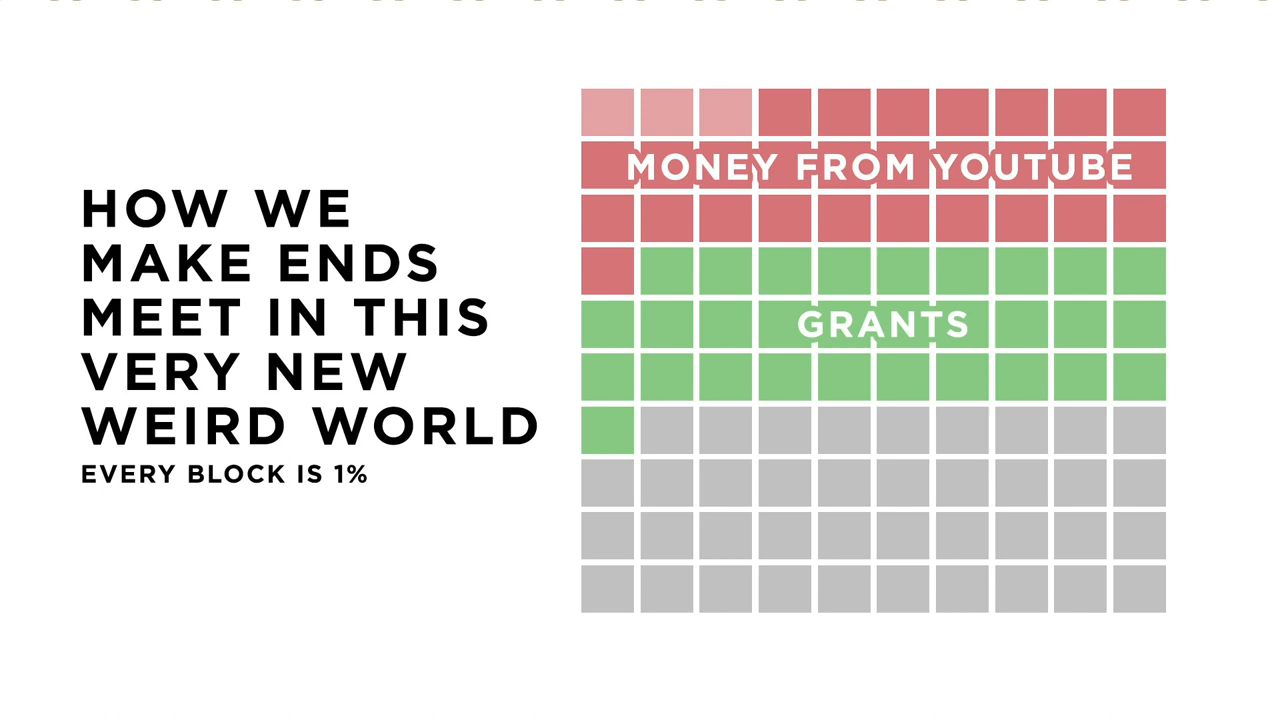 HOW WE
MAKE ENDS
MEET IN THIS
VERY NEW
WEIRD WORLD
EVERY BLOCK IS 1%
MONEY FROM YOUTUBE
GRANTS